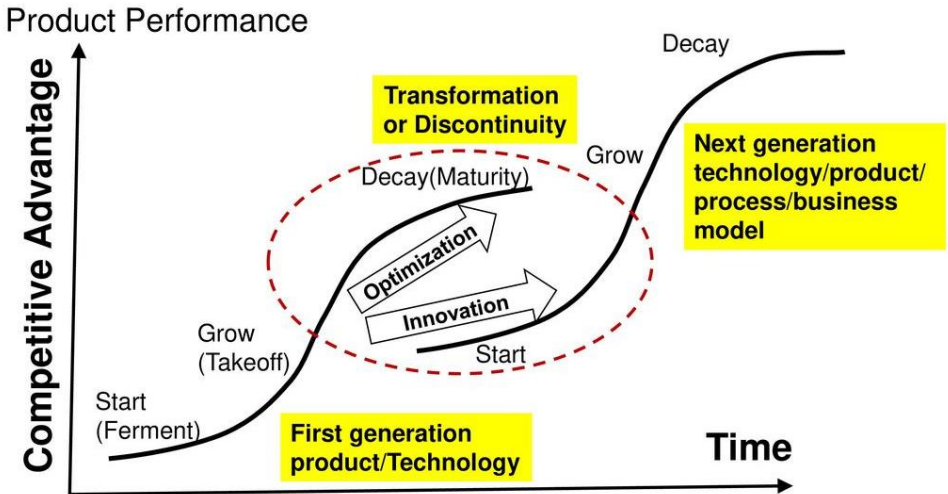 Product Performance
Competitive Advantage
Decay
Transformation
or Discontinuity
Grow
Next generation
technology/product/
process/business
model
Decay(Maturity)
Optimization
Innovation
Start
Grow
(Takeoff)
Start
(Ferment)
First generation
product/Technology
Time